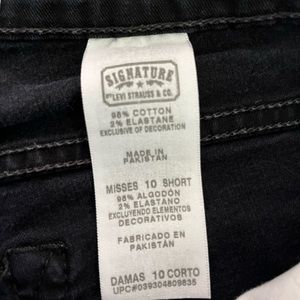 SIGNATURE
BY LEVI STRAUSS & CO.
98% COTTON
2% ELASTANE
EXCLUSIVE OF DECORATION
MADE IN
PAKISTAN
MISSES 10 SHORT
98% ALGODÓN
2% ELASTANO
EXCLUYENDO ELEMENTOS
DECORATIVOS
FABRICADO EN
PAKISTÁN
DAMAS 10 CORTO
UPC#039304809835